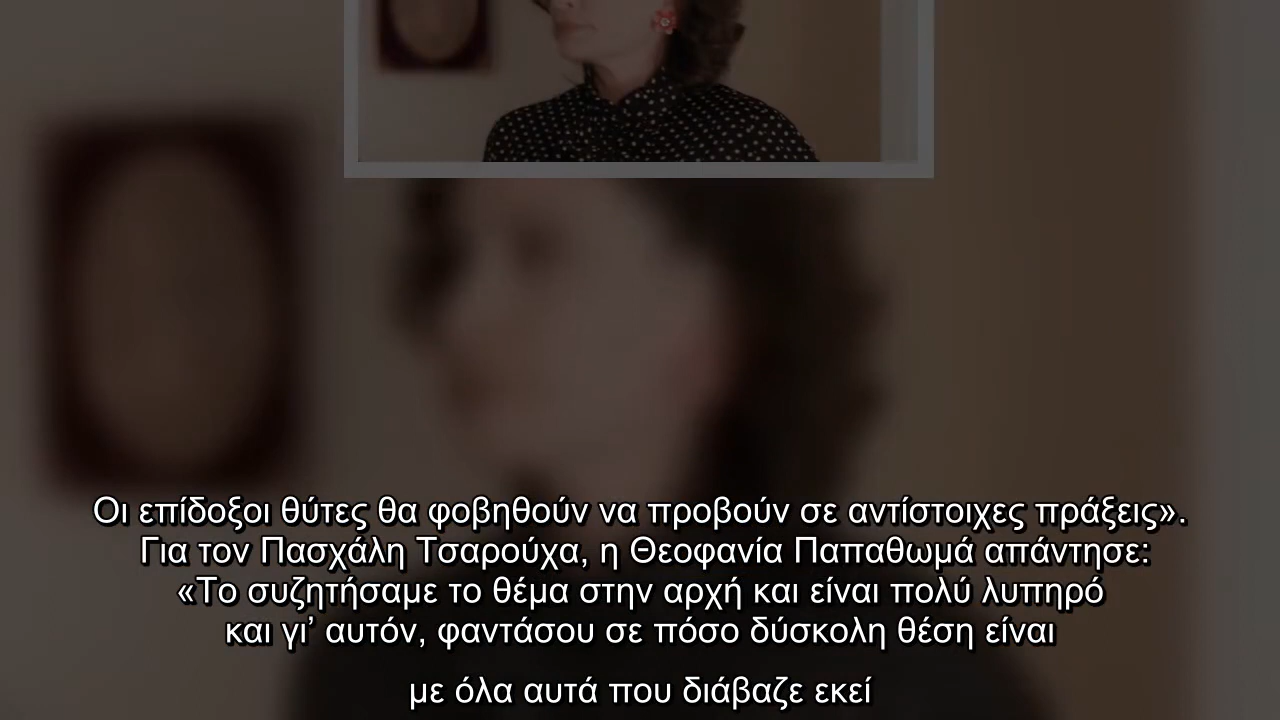 Οι επίδοξοι θύτες θα φοβηθούν να προβούν σε αντίστοιχες πράξεις».
Για τον Πασχάλη Τσαρούχα, η Θεοφανία Παπαθωμά απάντησε:
«Το συζητήσαμε το θέμα στην αρχή και είναι πολύ λυπηρό
και γι’ αυτόν, φαντάσου σε πόσο δύσκολη θέση είναι
με όλα αυτά που διάβαζε εκεί